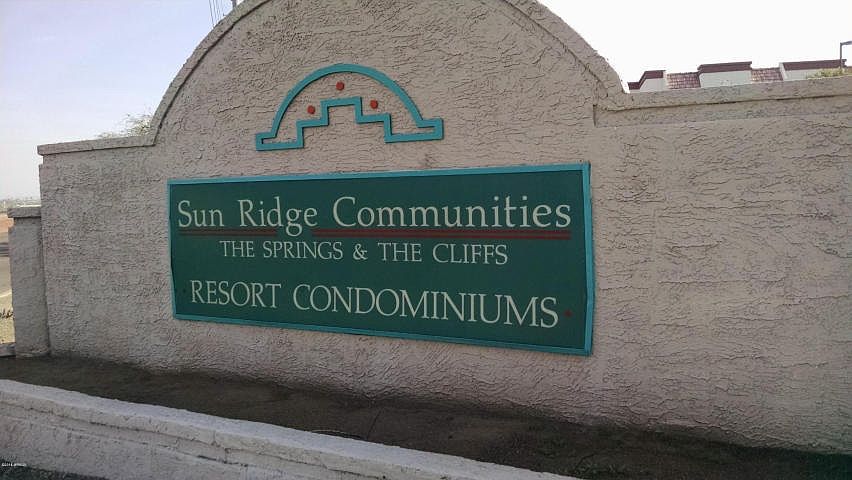 Sun Ridge Communities
THE SPRINGS & THE CLIFFS
RESORT CONDOMINIUMS